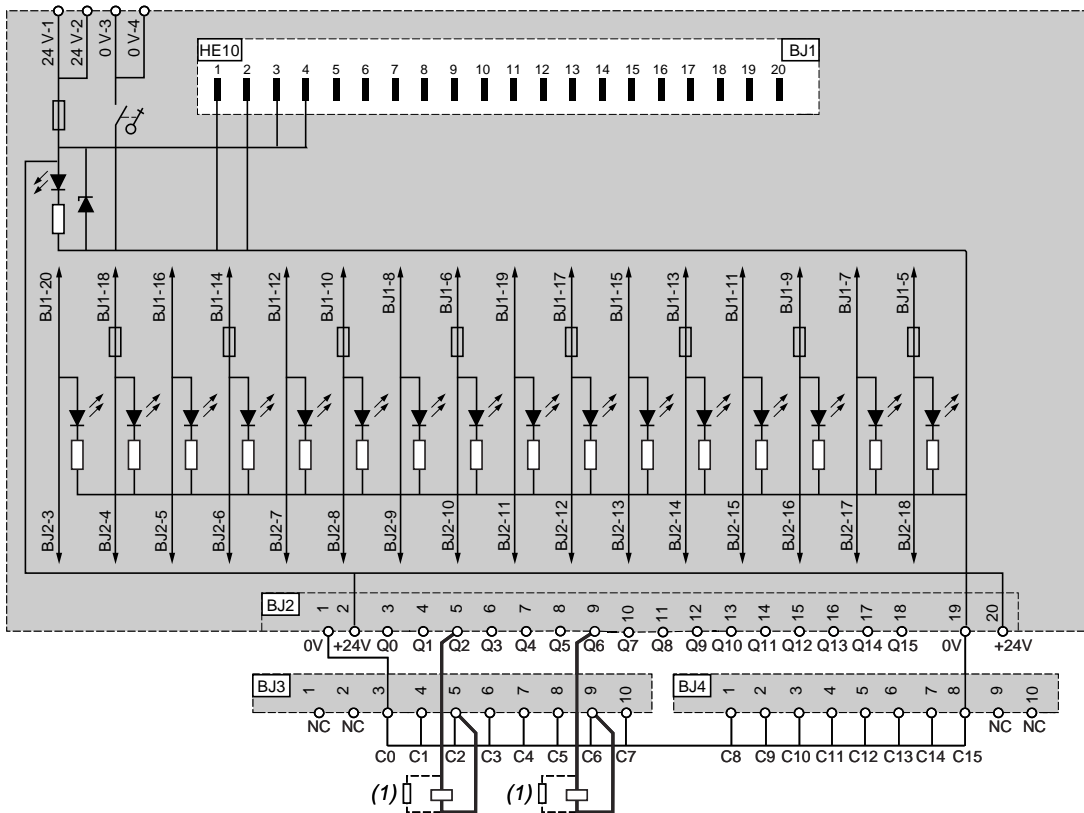 24 V-1
24 V-2
0 V-3
0 V-4
HE10
BJ1
1 2 3 4 5 6 7 8 9 10 11 12 13 14 15 16 17 18 19 20
BJ1-20 BJ1-18 BJ1-16 BJ1-14 BJ1-12 BJ1-10 BJ1-8 BJ1-6 BJ1-19 BJ1-17 BJ1-15 BJ1-13 BJ1-11 BJ1-9 BJ1-7 BJ1-5
BJ2-3 BJ2-4 BJ2-5 BJ2-6 BJ2-7 BJ2-8 BJ2-9 BJ2-10 BJ2-11 BJ2-12 BJ2-13 BJ2-14 BJ2-15 BJ2-16 BJ2-17 BJ2-18
BJ2
1 2 3 4 5 6 7 8 9 10 11 12 13 14 15 16 17 18 19 20
0V +24V Q0 Q1 Q2 Q3 Q4 Q5 Q6 Q7 Q8 Q9 Q10 Q11 Q12 Q13 Q14 Q15 0V +24V
BJ3
1 2 3 4 5 6 7 8 9 10
BJ4
1 2 3 4 5 6 7 8 9 10
NC NC
NC NC
C0 C1 C2 C3 C4 C5 C6 C7
C8 C9 C10 C11 C12 C13 C14 C15
(1)
(1)